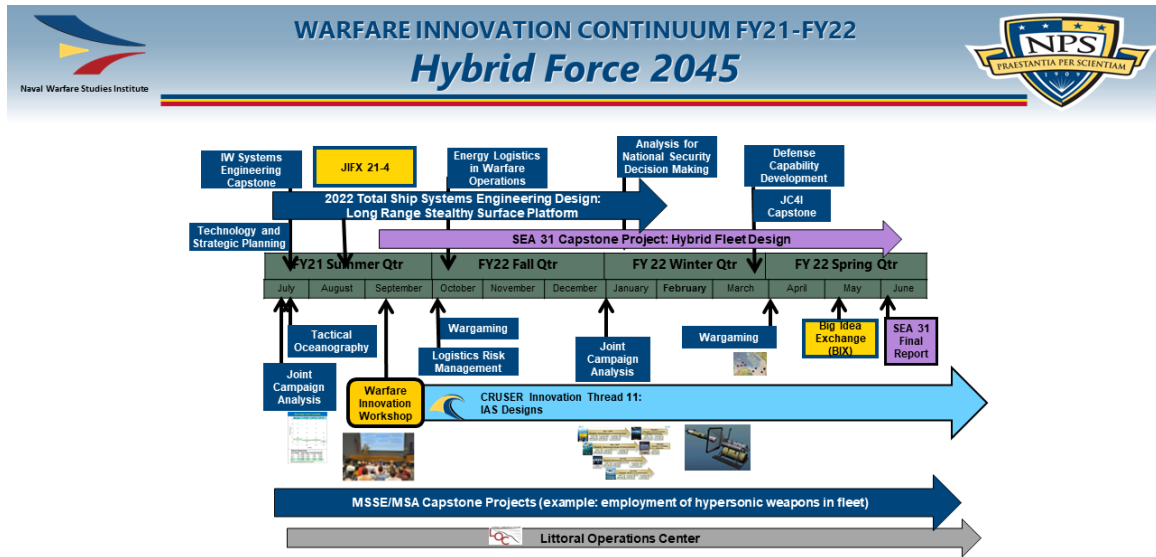 WARFARE INNOVATION CONTINUUM FY21-FY22
Hybrid Force 2045
Naval Warfare Studies Institute
NPS
PRAESTANTIA PER SCIENTIAM
1909
IW Systems
Engineering
Capstone
JIFX 21-4
Energy Logistics
in Warfare
Operations
Analysis for
National Security
Decision Making
Defense
Capability
Development
JC4I
Capstone
2022 Total Ship Systems Engineering Design:
Long Range Stealthy Surface Platform
Technology and
Strategic Planning
SEA 31 Capstone Project: Hybrid Fleet Design
FY21 Summer Qtr
FY22 Fall Qtr
FY 22 Winter Qtr
FY 22 Spring Qtr
July
August
September
October
November
December
January
February
March
April
May
June
Tactical
Oceanography
Joint
Campaign
Analysis
Warfare
Innovation
Workshop
Wargaming
Logistics Risk
Management
Joint
Campaign
Analysis
Wargaming
Big Idea
Exchange
(BIX)
SEA 31
Final
Report
CRUSER Innovation Thread 11:
IAS Designs
MSSE/MSA Capstone Projects (example: employment of hypersonic weapons in fleet)
LOC
Littoral Operations Center